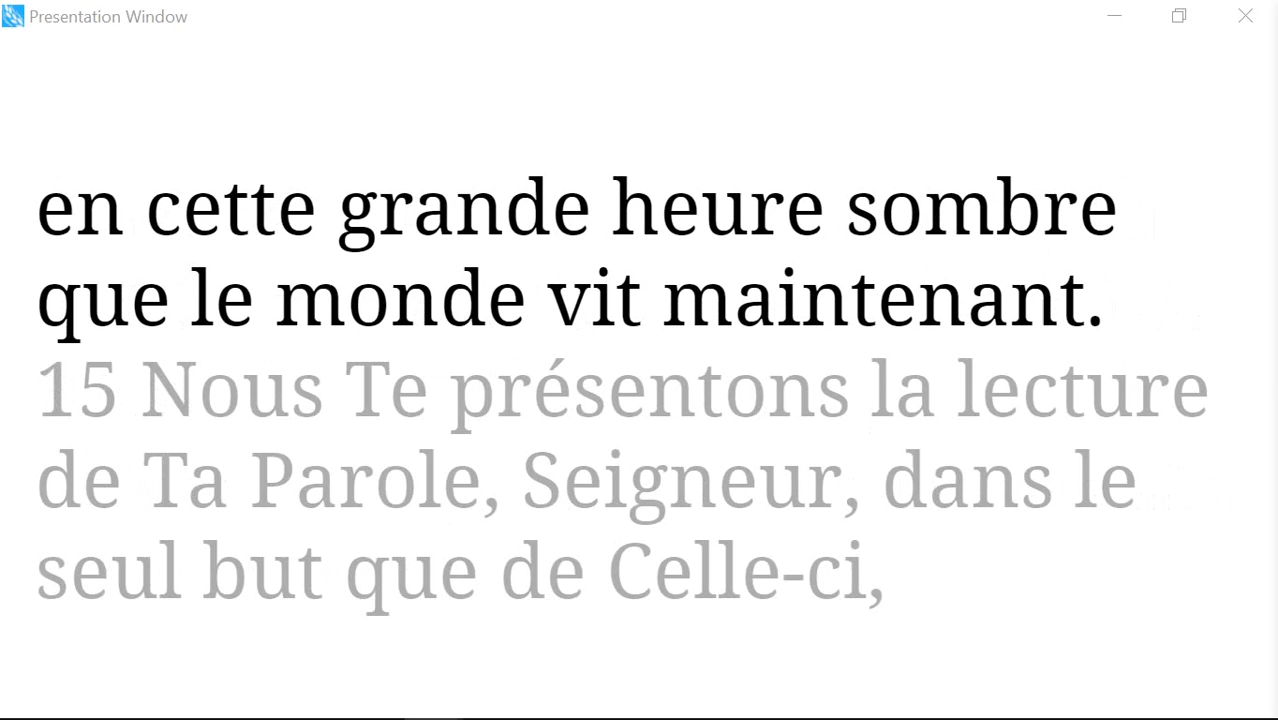 Presentation Window
en cette grande heure sombre
que le monde vit maintenant.
15 Nous Te présentons la lecture
de Ta Parole, Seigneur, dans le
seul but que de Celle-ci,